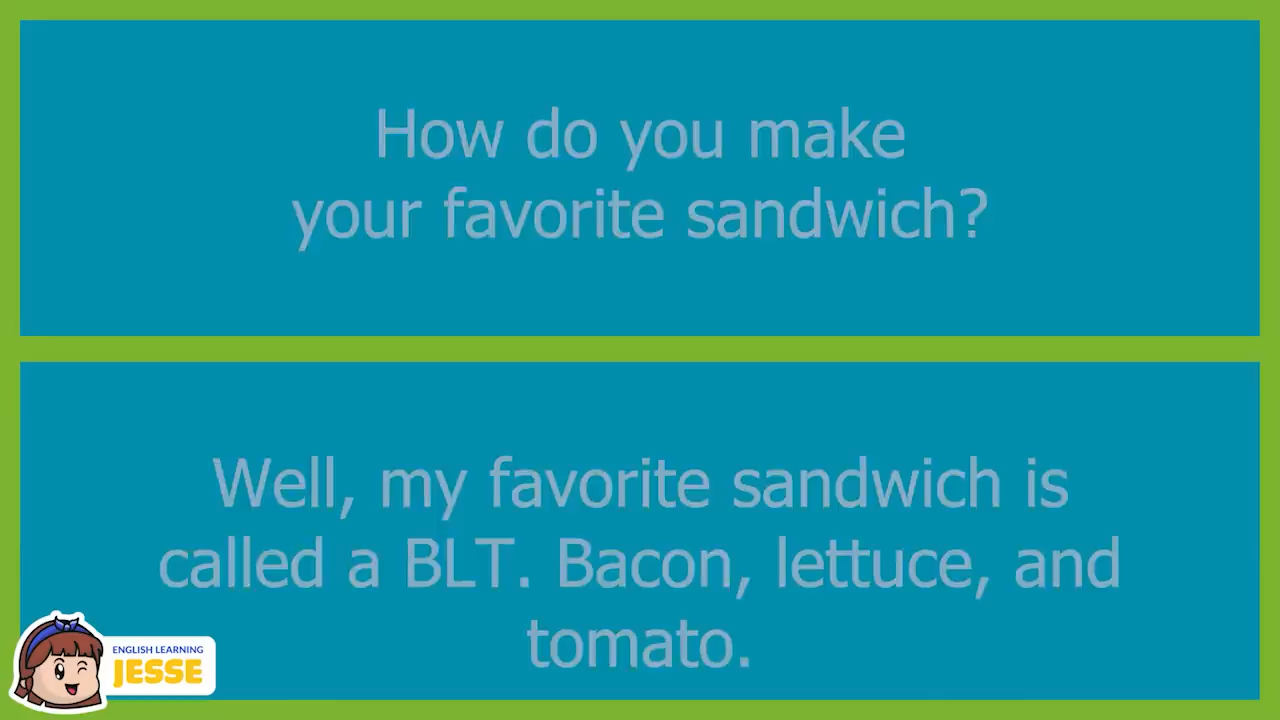 How do you make
your favorite sandwich?
Well, my favorite sandwich is
called a BLT. Bacon, lettuce, and
tomato.
ENGLISH LEARNING
JESSE